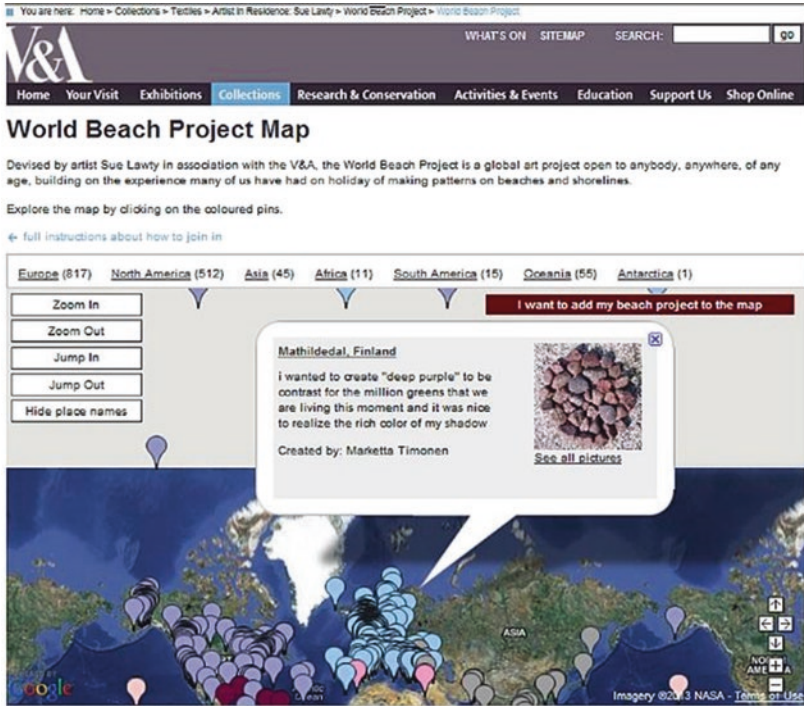 You are here: Home > Collections > Textiles > Artist in Residence: Sue Lawty > World Beach Project > World Beach Project
WHAT'S ON SITEMAP SEARCH: go
V&A
Home Your Visit Exhibitions Collections Research & Conservation Activities & Events Education Support Us Shop Online
World Beach Project Map
Devised by artist Sue Lawty in association with the V&A, the World Beach Project is a global art project open to anybody, anywhere, of any
age, building on the experience many of us have had on holiday of making patterns on beaches and shorelines.
Explore the map by clicking on the coloured pins.
← full instructions about how to join in
Europe (817) North America (512) Asia (45) Africa (11) South America (15) Oceania (55) Antarctica (1)
Zoom In
I want to add my beach project to the map
Zoom Out
Jump In
Jump Out
Hide place names
Mathildedal, Finland
i wanted to create "deep purple" to be
contrast for the million greens that we
are living this moment and it was nice
to realize the rich color of my shadow
Created by: Marketta Timonen
See all pictures
ASIA
AMERICA
Google
Ocean
Imagery ©2013 NASA - Terms of Use